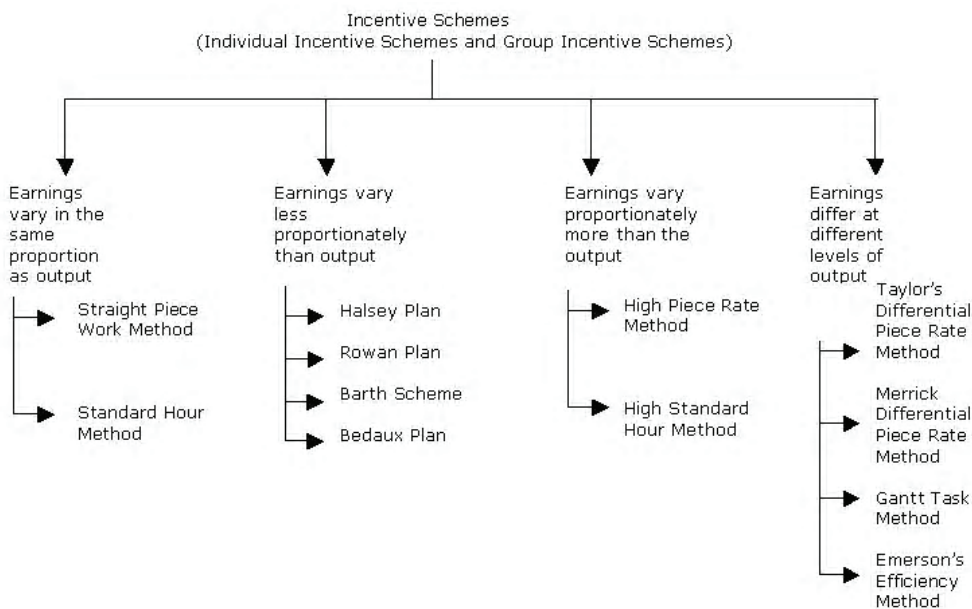 Incentive Schemes
(Individual Incentive Schemes and Group Incentive Schemes)
Earnings
vary in the
same
proportion
as output
Straight Piece
Work Method
Standard Hour
Method
Earnings vary
less
proportionately
than output
Halsey Plan
Rowan Plan
Barth Scheme
Bedaux Plan
Earnings vary
proportionately
more than the
output
High Piece Rate
Method
High Standard
Hour Method
Earnings
differ at
different
levels of
output
Taylor's
Differential
Piece Rate
Method
Merrick
Differential
Piece Rate
Method
Gantt Task
Method
Emerson's
Efficiency
Method